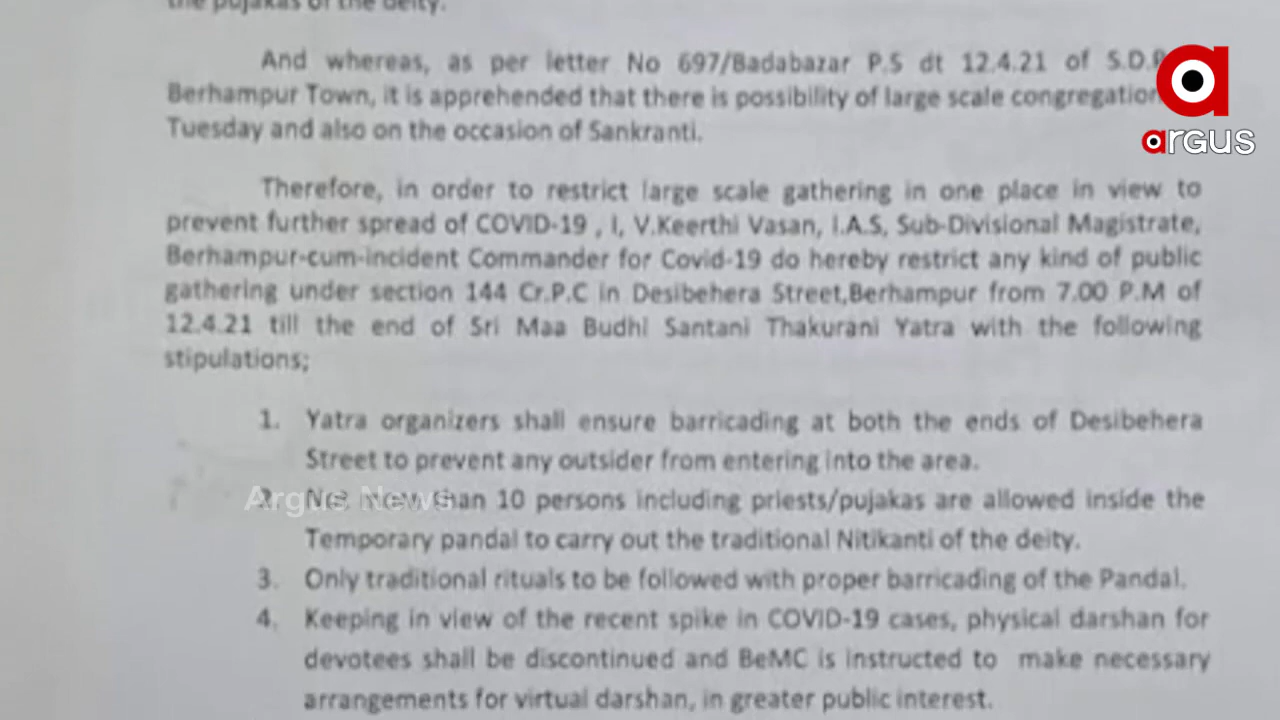 the pujakas of the deity.
And whereas, as per letter No 697/Badabazar P.S dt 12.4.21 of S.D.P
Berhampur Town, it is apprehended that there is possibility of large scale congregation
Tuesday and also on the occasion of Sankranti.
Therefore, in order to restrict large scale gathering in one place in view to
prevent further spread of COVID-19 , I, V.Keerthi Vasan, I.A.S, Sub-Divisional Magistrate,
Berhampur-cum-incident Commander for Covid-19 do hereby restrict any kind of public
gathering under section 144 Cr.P.C in Desibehera Street,Berhampur from 7.00 P.M of
12.4.21 till the end of Sri Maa Budhi Santani Thakurani Yatra with the following
stipulations;
1. Yatra organizers shall ensure barricading at both the ends of Desibehera
Street to prevent any outsider from entering into the area.
2. Not more than 10 persons including priests/pujakas are allowed inside the
Temporary pandal to carry out the traditional Nitikanti of the deity.
3. Only traditional rituals to be followed with proper barricading of the Pandal.
4. Keeping in view of the recent spike in COVID-19 cases, physical darshan for
devotees shall be discontinued and BeMC is instructed to make necessary
arrangements for virtual darshan, in greater public interest.
argus
Argus News